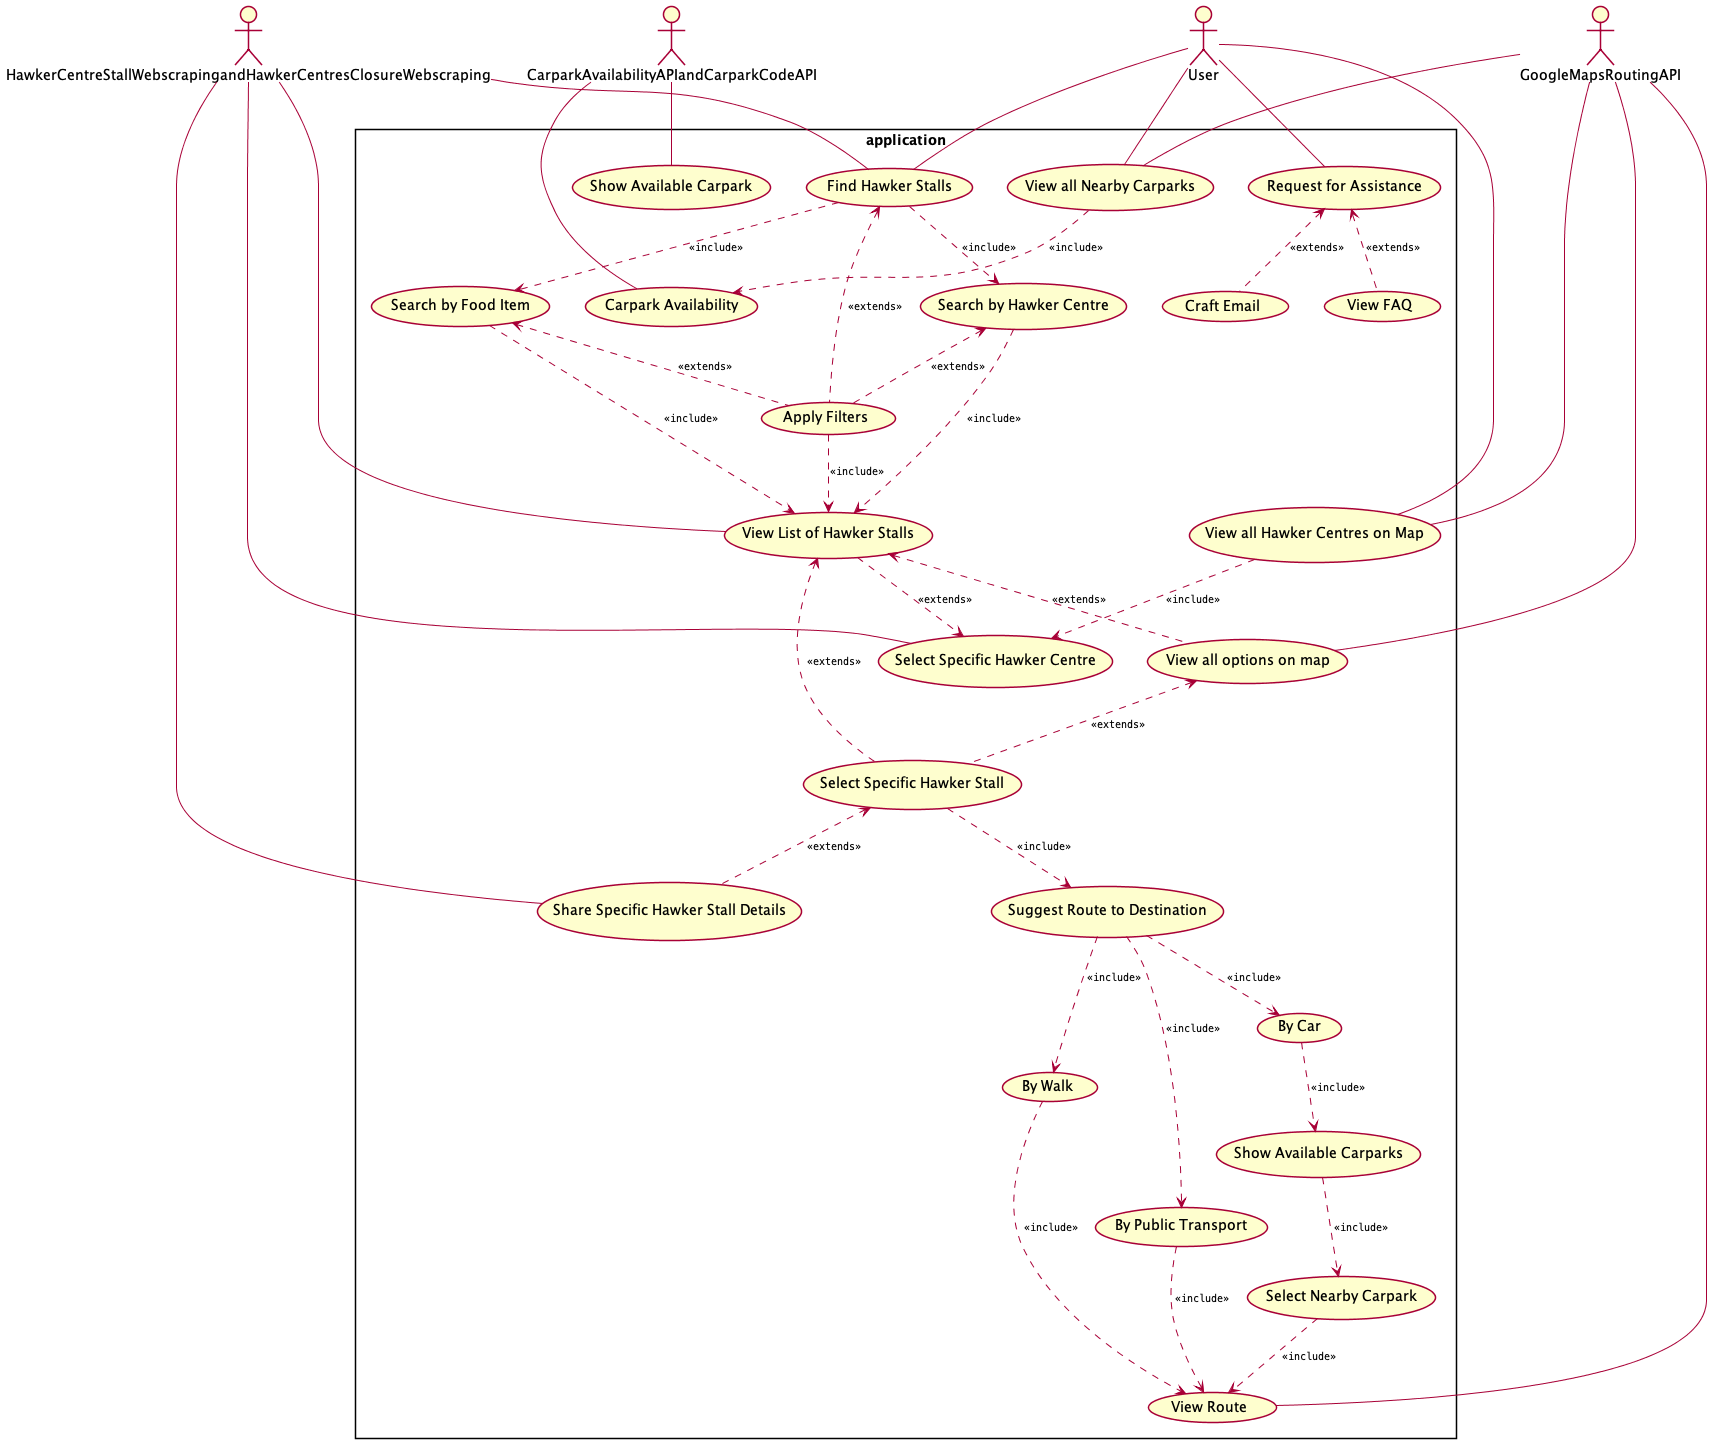 HawkerCentreStallWebscrapingandHawkerCentresClosureWebscraping
CarparkAvailabilityAPIandCarparkCodeAPI
User
GoogleMapsRoutingAPI
application
Show Available Carpark
Find Hawker Stalls
View all Nearby Carparks
Request for Assistance
«include»
«include»
«include»
«extends»
«extends»
Search by Food Item
Carpark Availability
«extends»
Search by Hawker Centre
Craft Email
View FAQ
«extends»
«extends»
«include»
Apply Filters
«include»
«include»
View List of Hawker Stalls
View all Hawker Centres on Map
«extends»
«extends»
«include»
«extends»
Select Specific Hawker Centre
View all options on map
«extends»
Select Specific Hawker Stall
«extends»
«include»
Share Specific Hawker Stall Details
Suggest Route to Destination
«include»
«include»
«include»
By Car
By Walk
«include»
Show Available Carparks
«include»
By Public Transport
«include»
«include»
Select Nearby Carpark
«include»
View Route